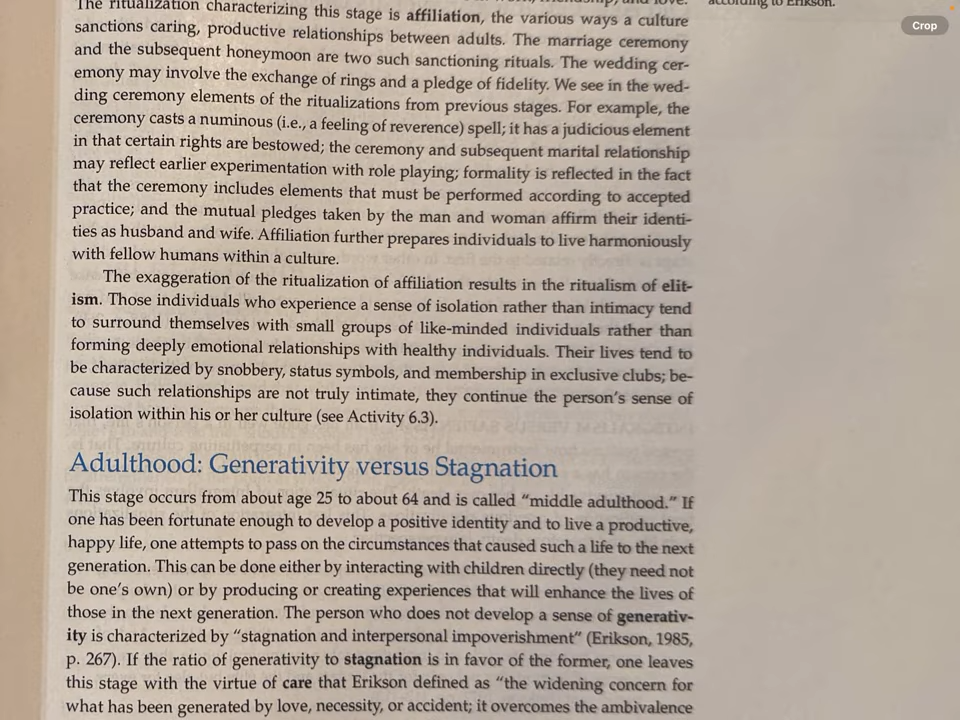 The ritualization characterizing this stage is affiliation, the various ways a culture
sanctions caring, productive relationships between adults. The marriage ceremony
and the subsequent honeymoon are two such sanctioning rituals. The wedding cer-
emony may involve the exchange of rings and a pledge of fidelity. We see in the wed-
ding ceremony elements of the ritualizations from previous stages. For example, the
ceremony casts a numinous (i.e., a feeling of reverence) spell; it has a judicious element
in that certain rights are bestowed; the ceremony and subsequent marital relationship
may reflect earlier experimentation with role playing; formality is reflected in the fact
that the ceremony includes elements that must be performed according to accepted
practice; and the mutual pledges taken by the man and woman affirm their identi-
ties as husband and wife. Affiliation further prepares individuals to live harmoniously
with fellow humans within a culture.
The exaggeration of the ritualization of affiliation results in the ritualism of elit-
ism. Those individuals who experience a sense of isolation rather than intimacy tend
to surround themselves with small groups of like-minded individuals rather than
forming deeply emotional relationships with healthy individuals. Their lives tend to
be characterized by snobbery, status symbols, and membership in exclusive clubs; be-
cause such relationships are not truly intimate, they continue the person's sense of
isolation within his or her culture (see Activity 6.3).
Adulthood: Generativity versus Stagnation
This stage occurs from about age 25 to about 64 and is called "middle adulthood." If
one has been fortunate enough to develop a positive identity and to live a productive,
happy life, one attempts to pass on the circumstances that caused such a life to the next
generation. This can be done either by interacting with children directly (they need not
be one's own) or by producing or creating experiences that will enhance the lives of
those in the next generation. The person who does not develop a sense of generativ-
ity is characterized by "stagnation and interpersonal impoverishment" (Erikson, 1985,
p. 267). If the ratio of generativity to stagnation is in favor of the former, one leaves
this stage with the virtue of care that Erikson defined as "the widening concern for
what has been generated by love, necessity, or accident; it overcomes the ambivalence
according to Erikson.
Crop